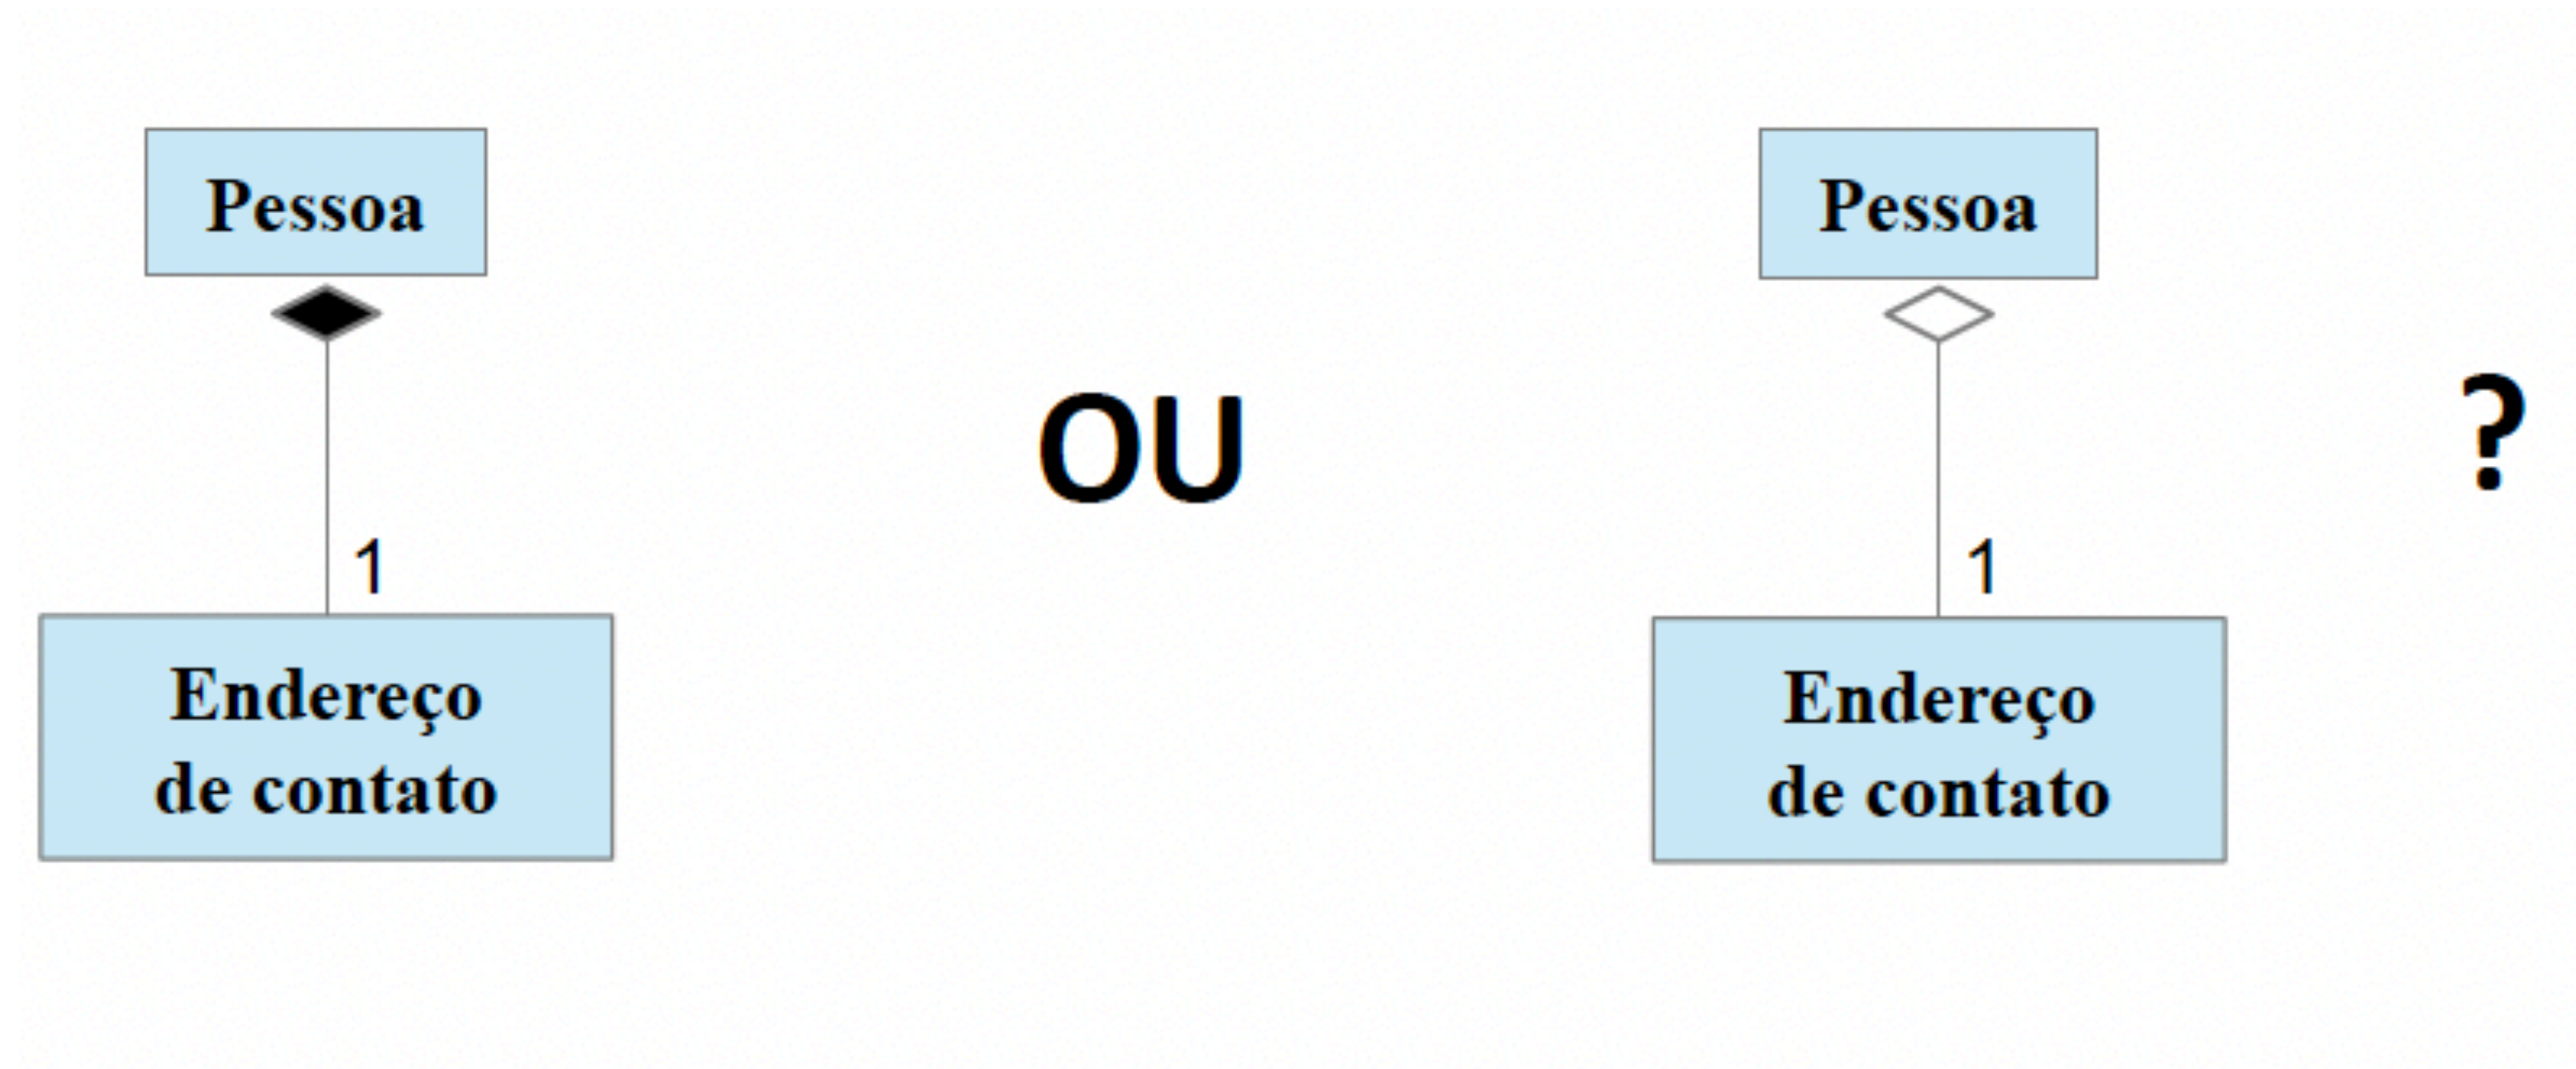 Pessoa
1
Endereço
de contato
OU
Pessoa
1
Endereço
de contato
?